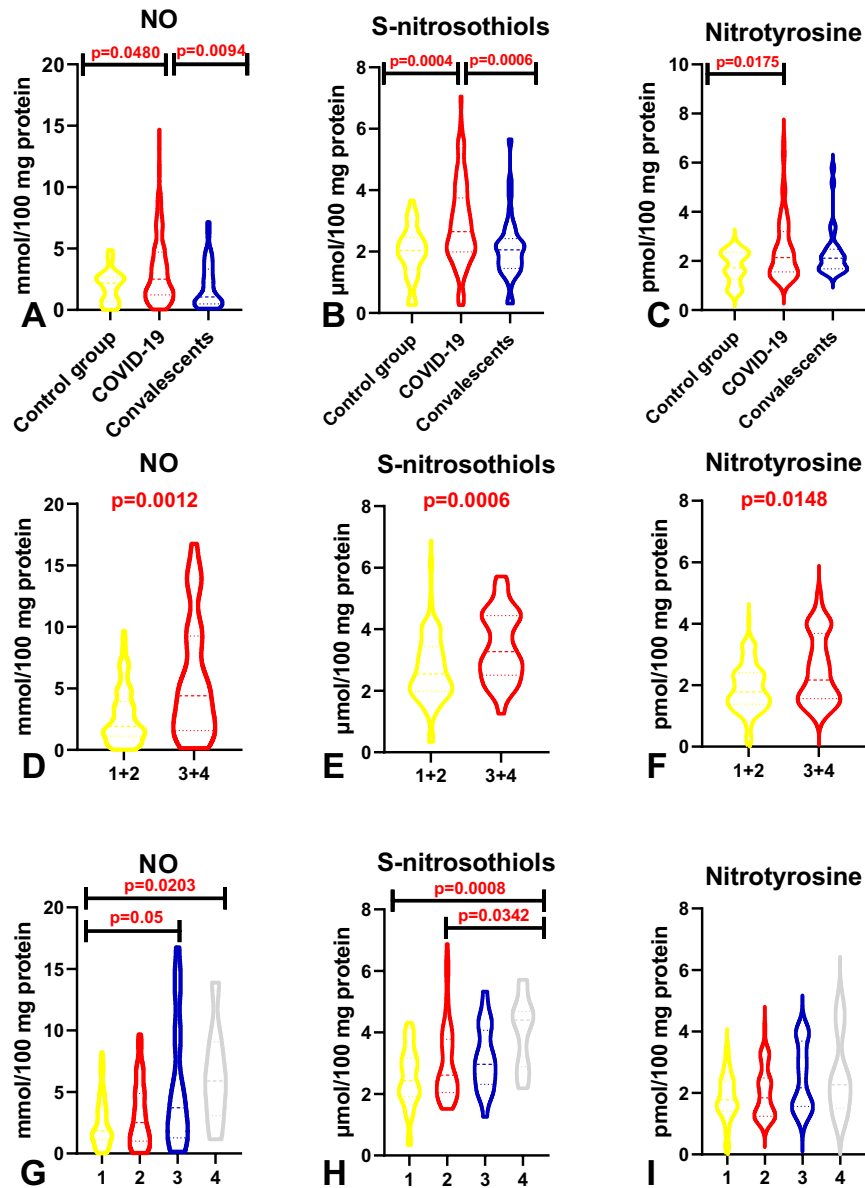 NO
p=0.0480 p=0.0094
mmol/100 mg protein
20
15
10
5
0
A
Control group
COVID-19
Convalescents
S-nitrosothiols
p=0.0004 p=0.0006
µmol/100 mg protein
8
6
4
2
0
B
Control group
COVID-19
Convalescents
Nitrotyrosine
p=0.0175
pmol/100 mg protein
10
8
6
4
2
0
C
Control group
COVID-19
Convalescents
NO
p=0.0012
mmol/100 mg protein
20
15
10
5
0
D
1+2 3+4
S-nitrosothiols
p=0.0006
µmol/100 mg protein
8
6
4
2
0
E
1+2 3+4
Nitrotyrosine
p=0.0148
pmol/100 mg protein
8
6
4
2
0
F
1+2 3+4
NO
p=0.0203
p=0.05
mmol/100 mg protein
20
15
10
5
0
G
1 2 3 4
S-nitrosothiols
p=0.0008
p=0.0342
µmol/100 mg protein
8
6
4
2
0
H
1 2 3 4
Nitrotyrosine
pmol/100 mg protein
8
6
4
2
0
I
1 2 3 4